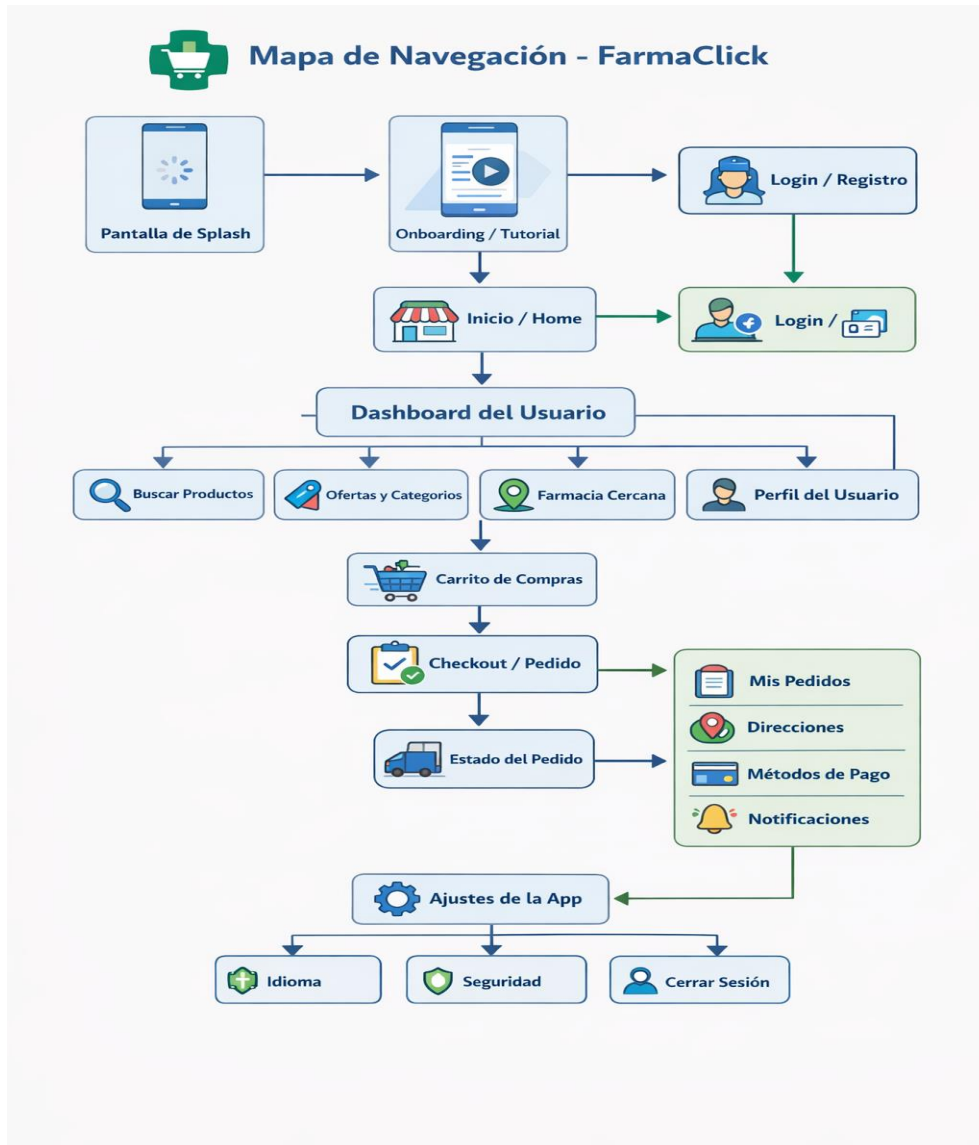 Mapa de Navegación - FarmaClick
Pantalla de Splash
Onboarding / Tutorial
Login / Registro
Inicio / Home
Login /
Dashboard del Usuario
Buscar Productos
Ofertas y Categorios
Farmacia Cercana
Perfil del Usuario
Carrito de Compras
Checkout / Pedido
Mis Pedidos
Direcciones
Estado del Pedido
Métodos de Pago
Notificaciones
Ajustes de la App
Idioma
Seguridad
Cerrar Sesión